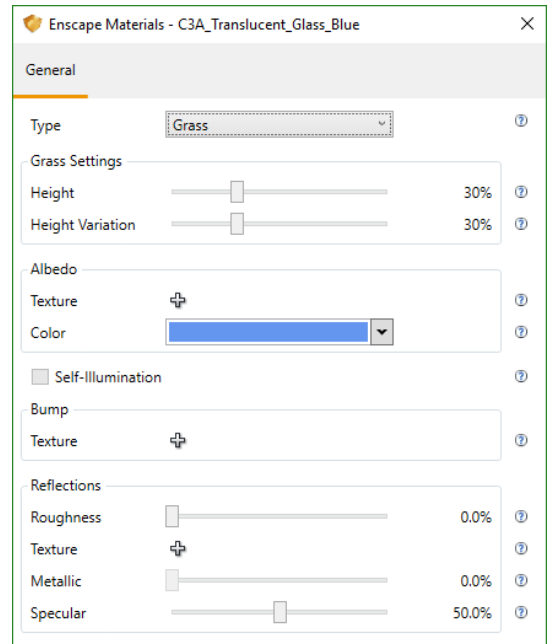 Enscape Materials - C3A_Translucent_Glass_Blue
General
Type Grass
Grass Settings
Height 30%
Height Variation 30%
Albedo
Texture
Color
Self-Illumination
Bump
Texture
Reflections
Roughness 0.0%
Texture
Metallic 0.0%
Specular 50.0%